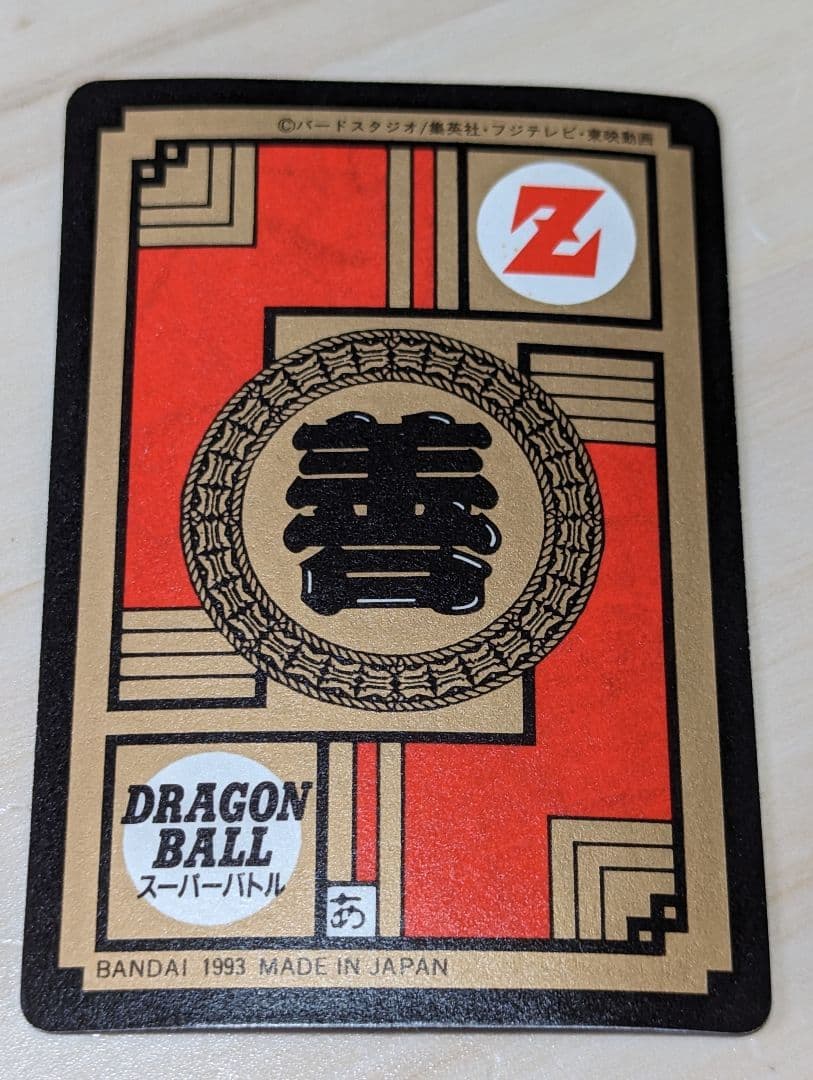 ©バードスタジオ/集英社・フジテレビ・東映動画
Z
善
DRAGON
BALL
スーパーバトル
あ
BANDAI 1993 MADE IN JAPAN